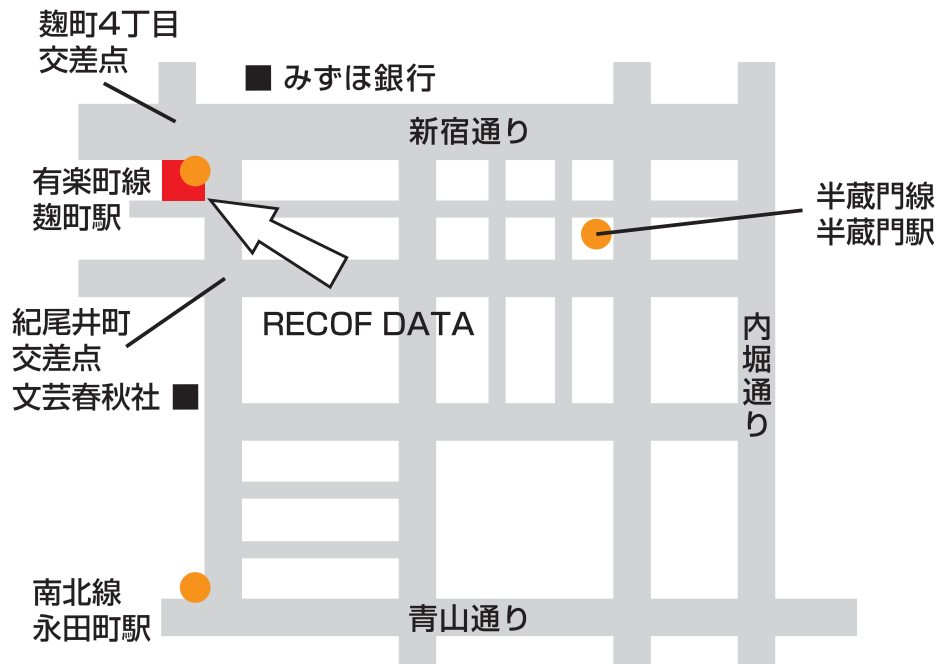 麹町4丁目
交差点
■ みずほ銀行
新宿通り
有楽町線
麹町駅
半蔵門線
半蔵門駅
紀尾井町
交差点
RECOF DATA
内堀通り
文芸春秋社 ■
南北線
永田町駅
青山通り